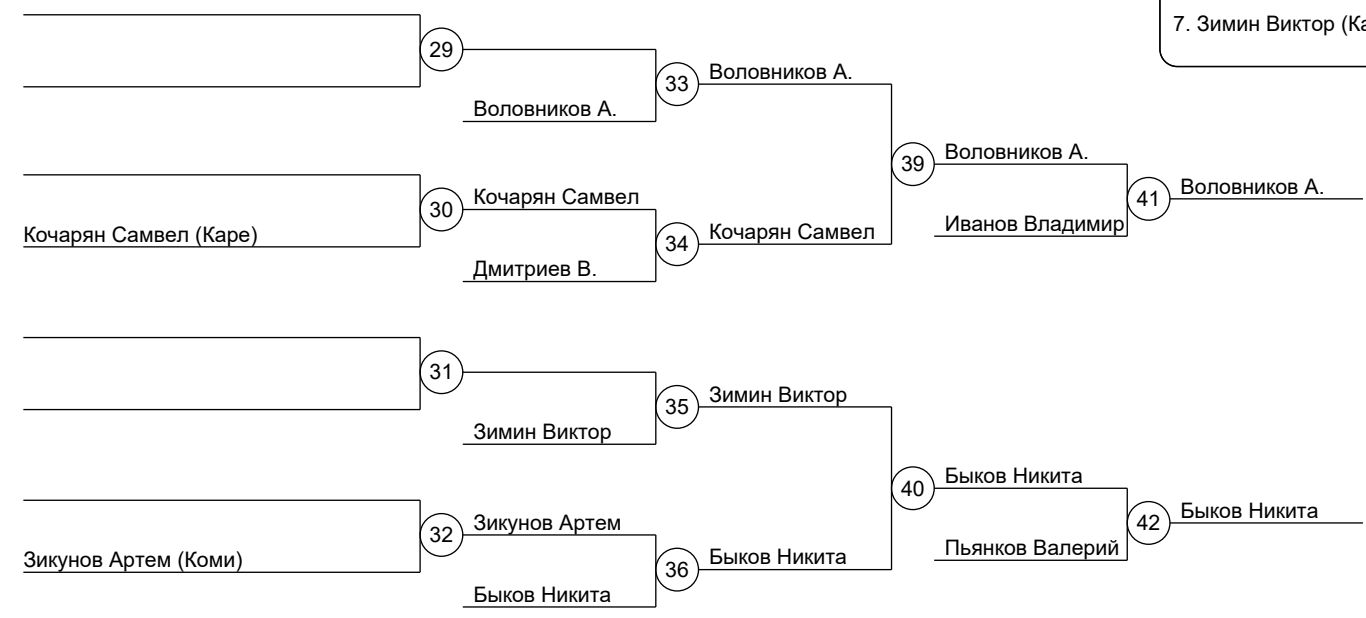 7. Зимин Виктор (Ка
29
33
Воловников А.
Воловников А.
39
Воловников А.
41
Воловников А.
Иванов Владимир
30
Кочарян Самвел
Кочарян Самвел (Каре)
34
Кочарян Самвел
Дмитриев В.
31
35
Зимин Виктор
Зимин Виктор
40
Быков Никита
42
Быков Никита
Пьянков Валерий
32
Зикунов Артем
Зикунов Артем (Коми)
36
Быков Никита
Быков Никита